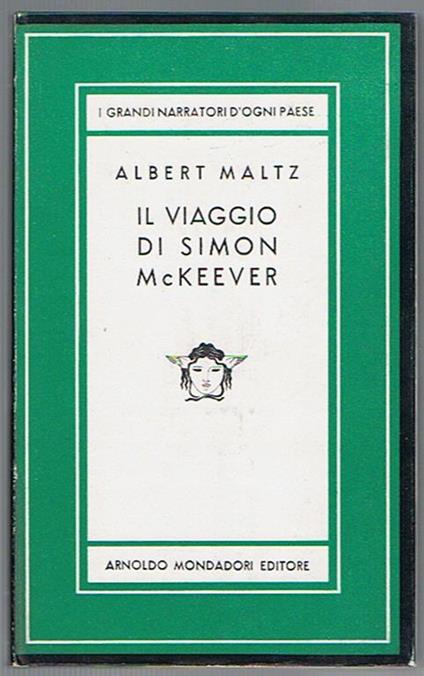 I GRANDI NARRATORI D'OGNI PAESE
ALBERT MALTZ
IL VIAGGIO
DI SIMON
McKEEVER
ARNOLDO MONDADORI EDITORE